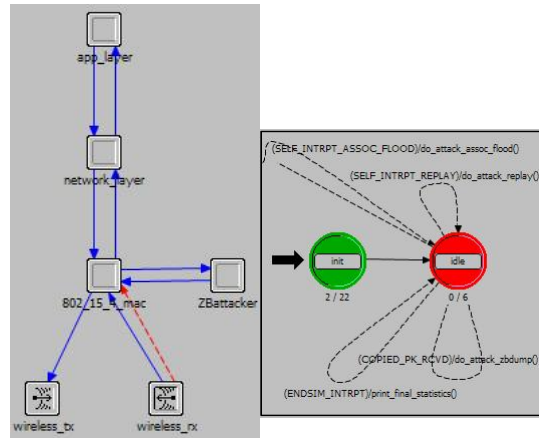 app_layer
network_layer
802_15_4_mac
ZBattacker
wireless_tx
wireless_rx
(SELF_INTRPT_ASSOC_FLOOD)/do_attack_assoc_flood()
(SELF_INTRPT_REPLAY)/do_attack_replay()
init
idle
2 / 22
0 / 6
(COPIED_PK_RCVD)/do_attack_zbdump()
(ENDSIM_INTRPT)/print_final_statistics()